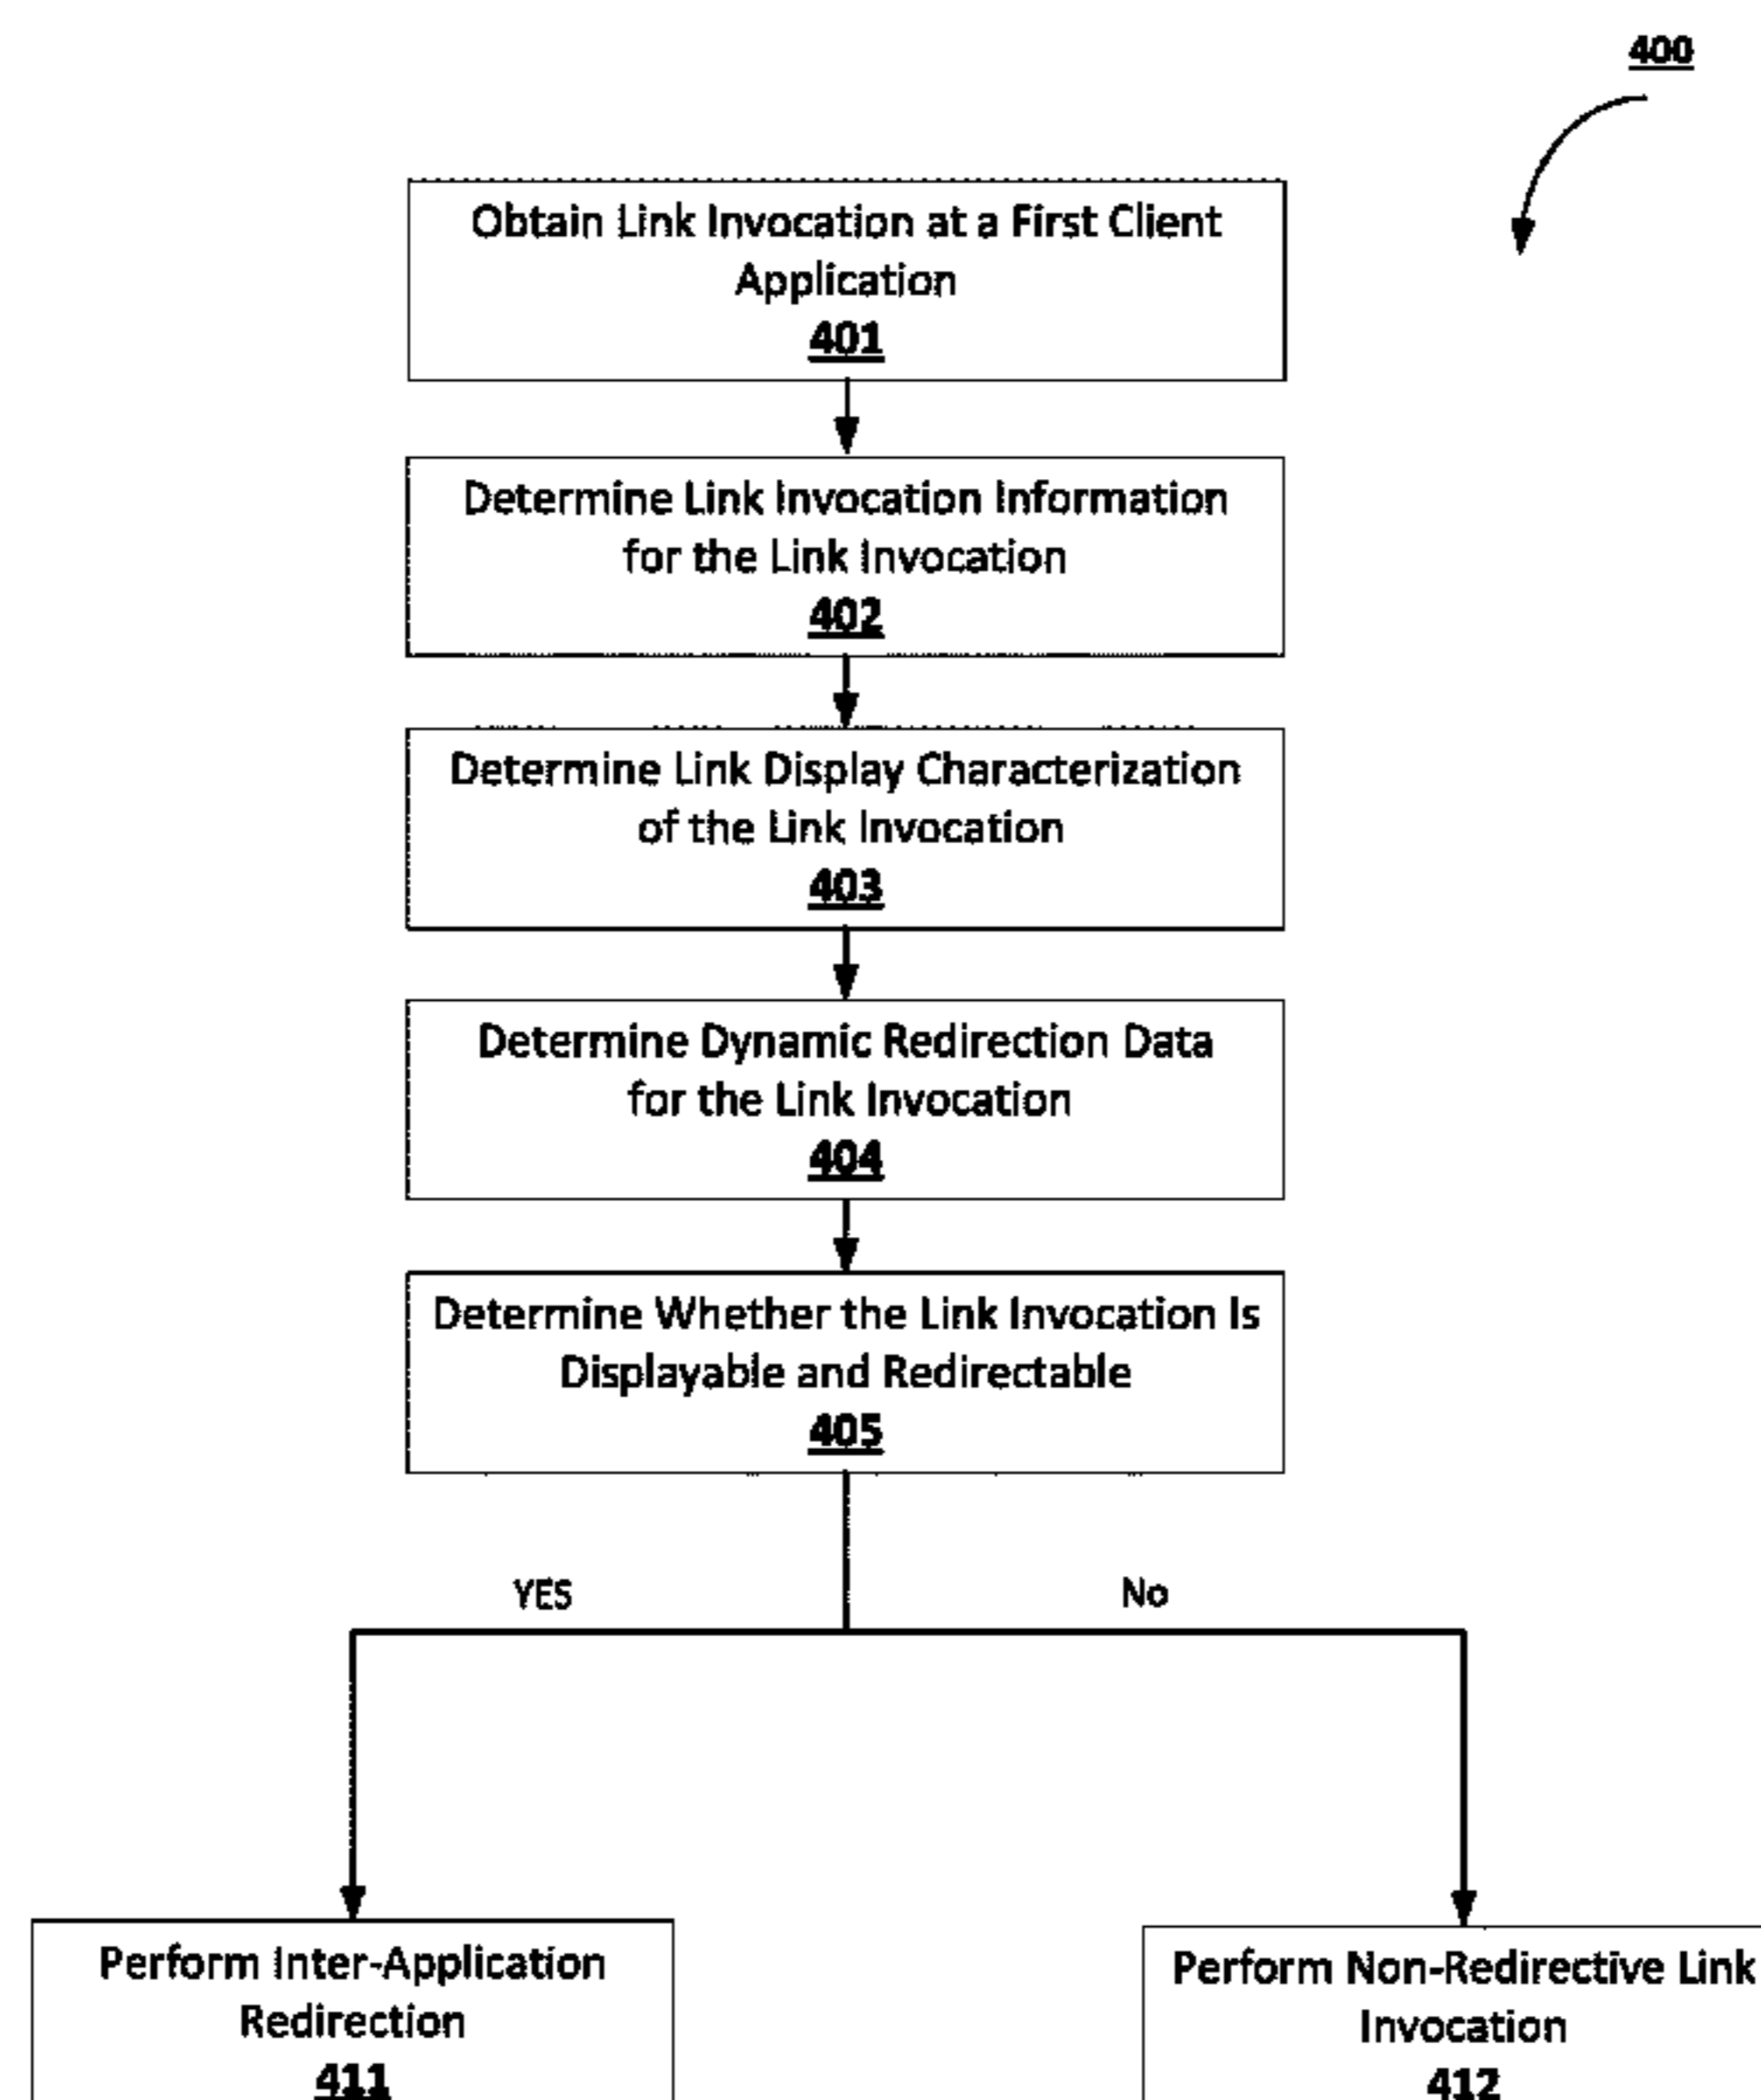 400
Obtain Link Invocation at a First Client
Application
401
Determine Link Invocation Information
for the Link Invocation
402
Determine Link Display Characterization
of the Link Invocation
403
Determine Dynamic Redirection Data
for the Link Invocation
404
Determine Whether the Link Invocation Is
Displayable and Redirectable
405
YES
No
Perform Inter-Application
Redirection
411
Perform Non-Redirective Link
Invocation
412